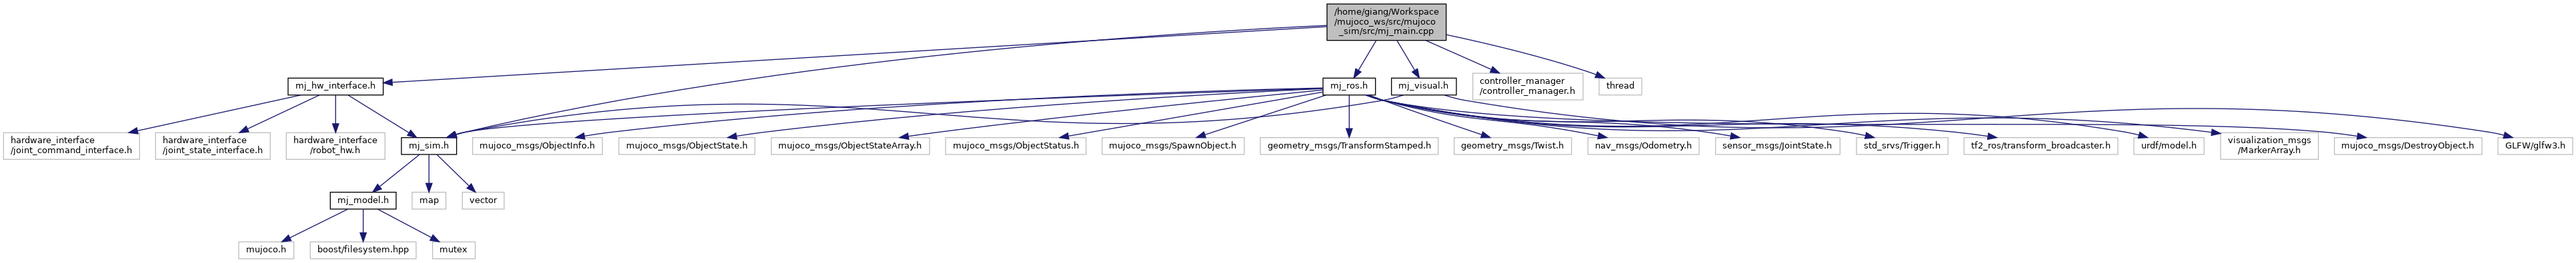 /home/giang/Workspace
/mujoco_ws/src/mujoco
_sim/src/mj_main.cpp
mj_hw_interface.h
mj_ros.h
mj_visual.h
controller_manager
/controller_manager.h
thread
hardware_interface
/joint_command_interface.h
hardware_interface
/joint_state_interface.h
hardware_interface
/robot_hw.h
mj_sim.h
mujoco_msgs/ObjectInfo.h
mujoco_msgs/ObjectState.h
mujoco_msgs/ObjectStateArray.h
mujoco_msgs/ObjectStatus.h
mujoco_msgs/SpawnObject.h
geometry_msgs/TransformStamped.h
geometry_msgs/Twist.h
nav_msgs/Odometry.h
sensor_msgs/JointState.h
std_srvs/Trigger.h
tf2_ros/transform_broadcaster.h
urdf/model.h
visualization_msgs
/MarkerArray.h
mujoco_msgs/DestroyObject.h
GLFW/glfw3.h
mj_model.h
map
vector
mujoco.h
boost/filesystem.hpp
mutex